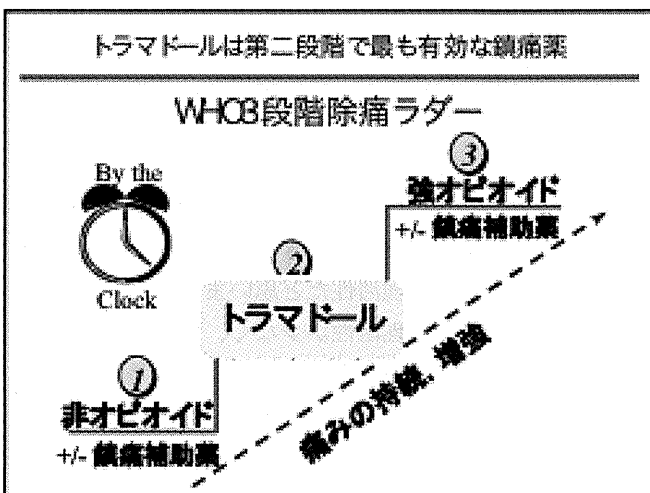 トラマドールは第二段階で最も有効な鎮痛薬
WHO3段階除痛ラダー
By the
Clock
3
強オピオイド
+/- 鎮痛補助薬
2
トラマドール
1
非オピオイド
+/- 鎮痛補助薬
痛みの持続, 増強